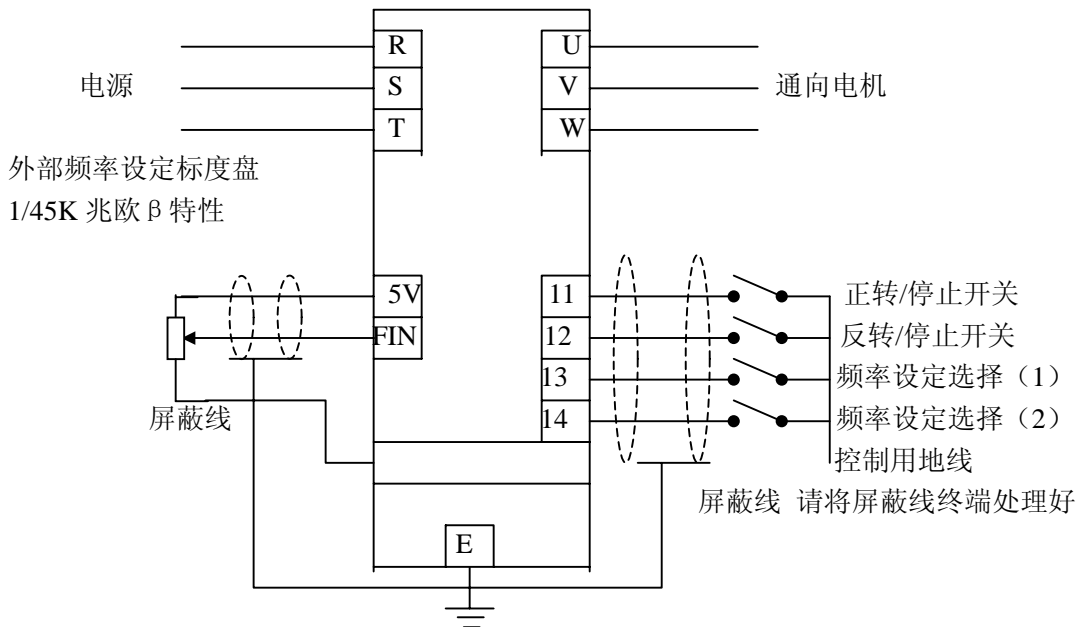 R
U
电源
S
V
通向电机
T
W
外部频率设定标度盘
1/45K 兆欧β特性
5V
11
正转/停止开关
FIN
12
反转/停止开关
13
频率设定选择（1）
屏蔽线
14
频率设定选择（2）
控制用地线
屏蔽线 请将屏蔽线终端处理好
E